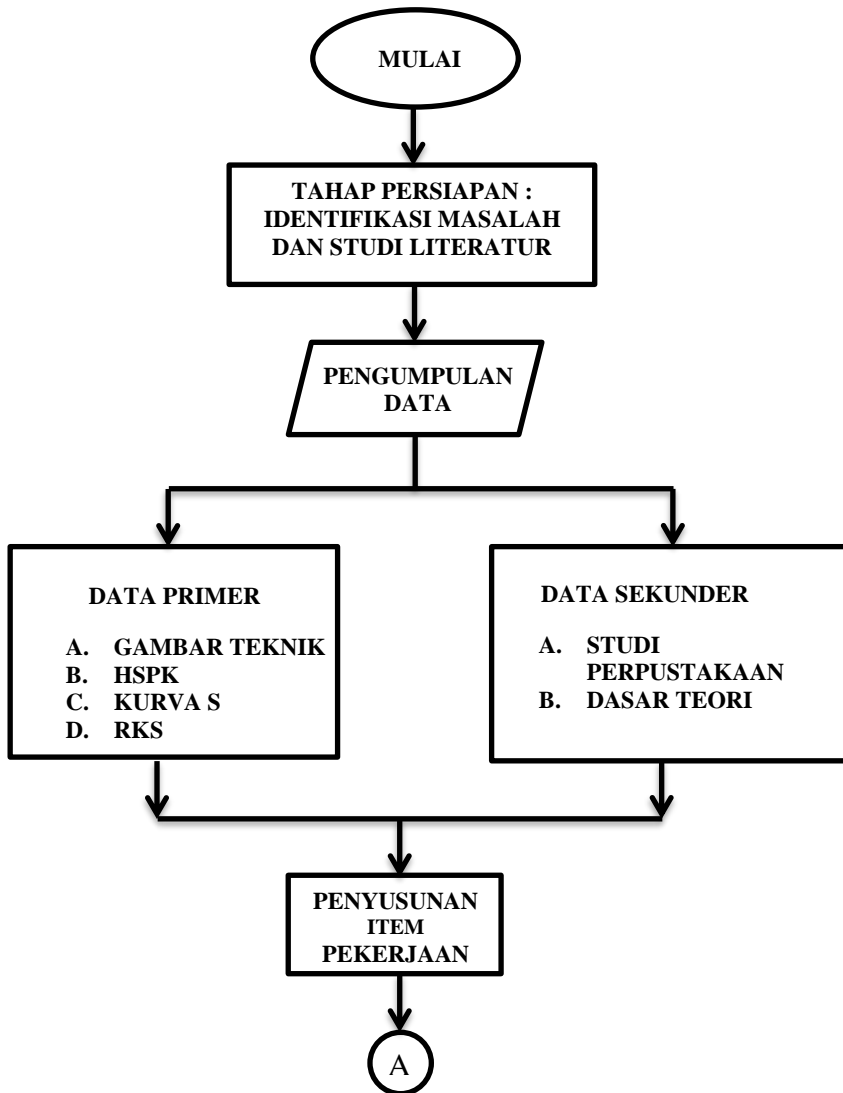 MULAI
TAHAP PERSIAPAN :
IDENTIFIKASI MASALAH
DAN STUDI LITERATUR
PENGUMPULAN
DATA
DATA PRIMER
A. GAMBAR TEKNIK
B. HSPK
C. KURVA S
D. RKS
DATA SEKUNDER
A. STUDI
PERPUSTAKAAN
B. DASAR TEORI
PENYUSUNAN
ITEM
PEKERJAAN
A